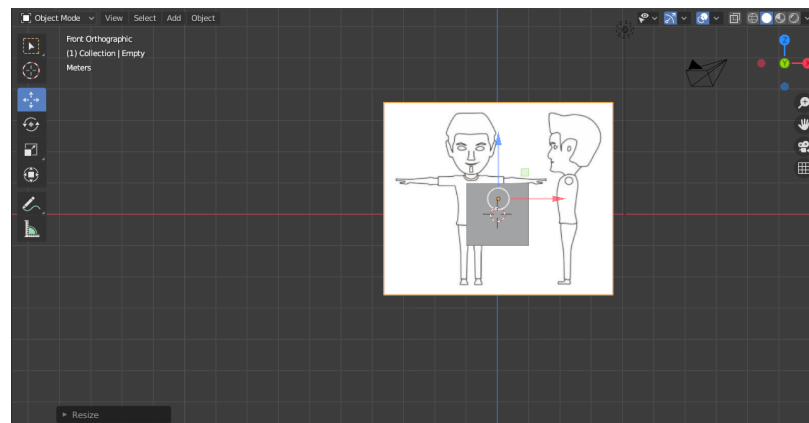 Object Mode View Select Add Object
Front Orthographic
(1) Collection | Empty
Meters
Z
Y
X
Resize